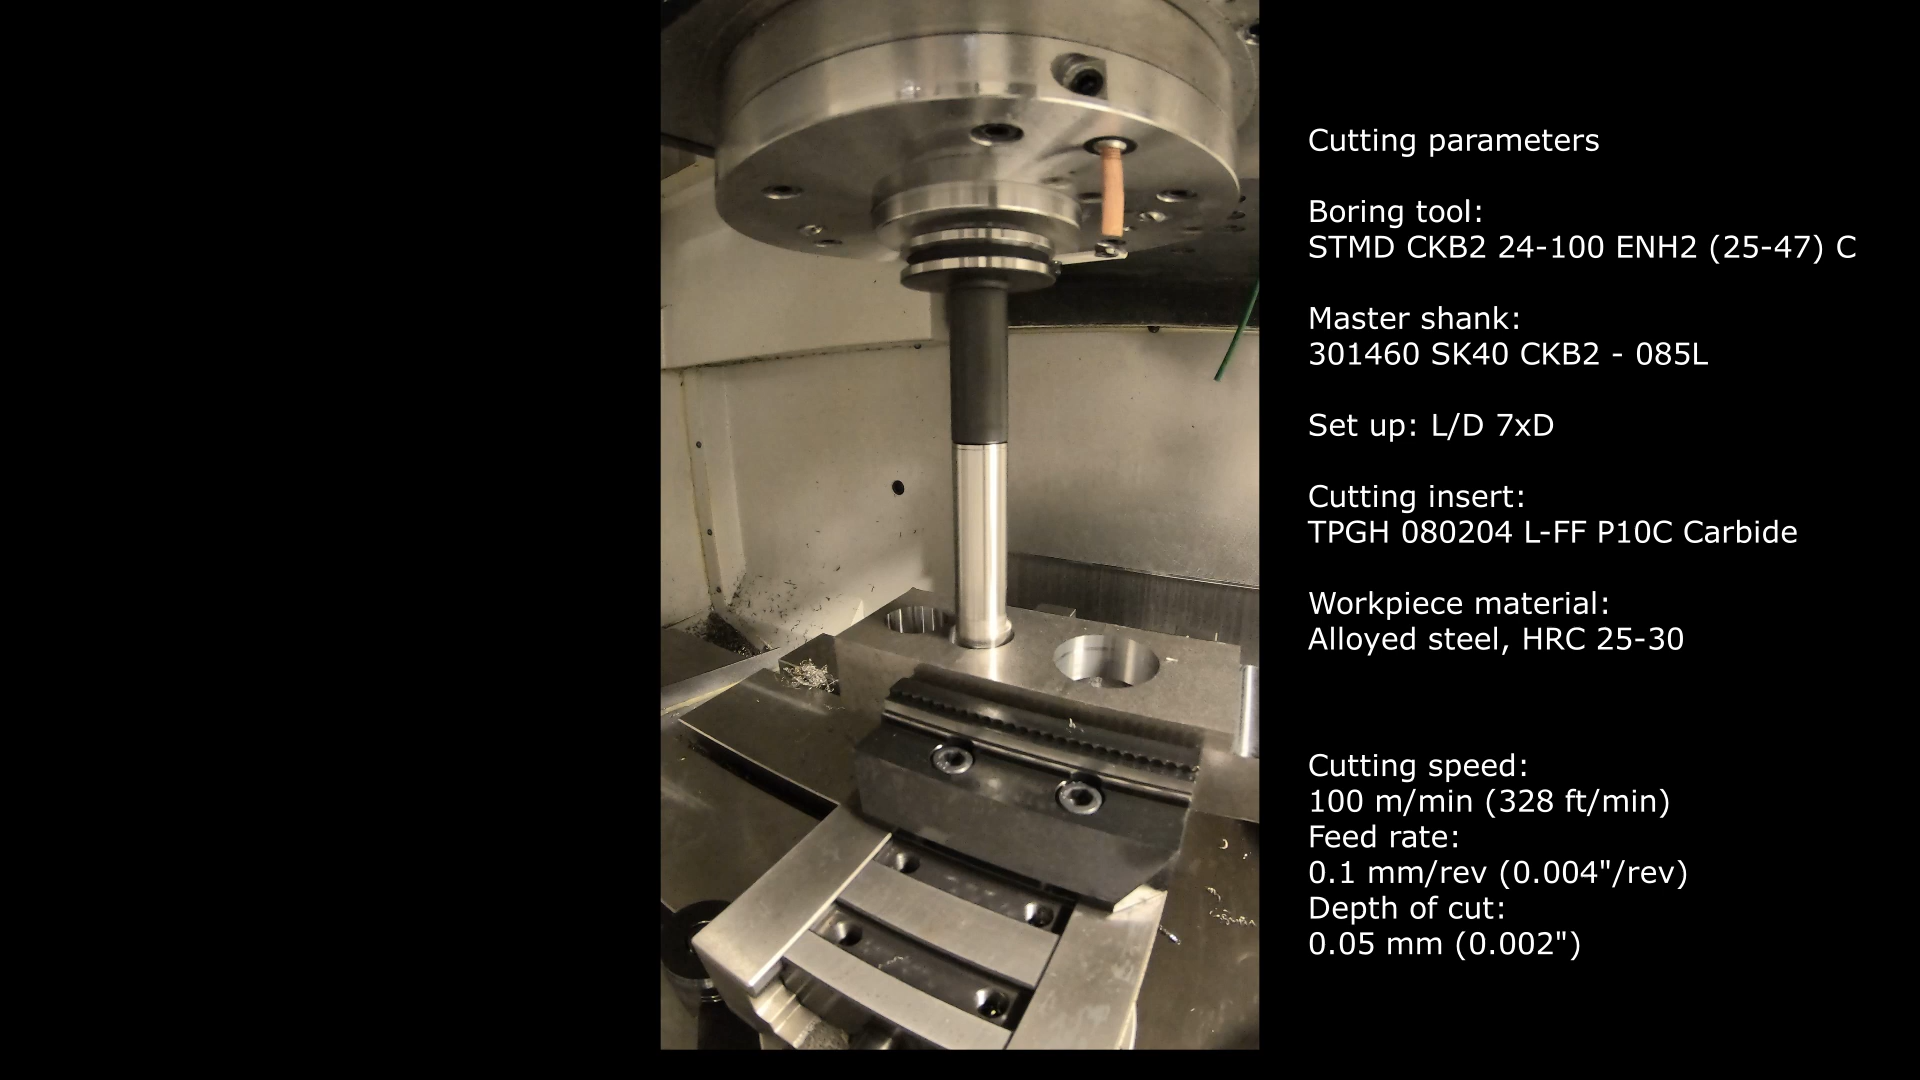 Cutting parameters
Boring tool:
STMD CKB2 24-100 ENH2 (25-47) C
Master shank:
301460 SK40 CKB2 - 085L
Set up: L/D 7xD
Cutting insert:
TPGH 080204 L-FF P10C Carbide
Workpiece material:
Alloyed steel, HRC 25-30
Cutting speed:
100 m/min (328 ft/min)
Feed rate:
0.1 mm/rev (0.004"/rev)
Depth of cut:
0.05 mm (0.002")